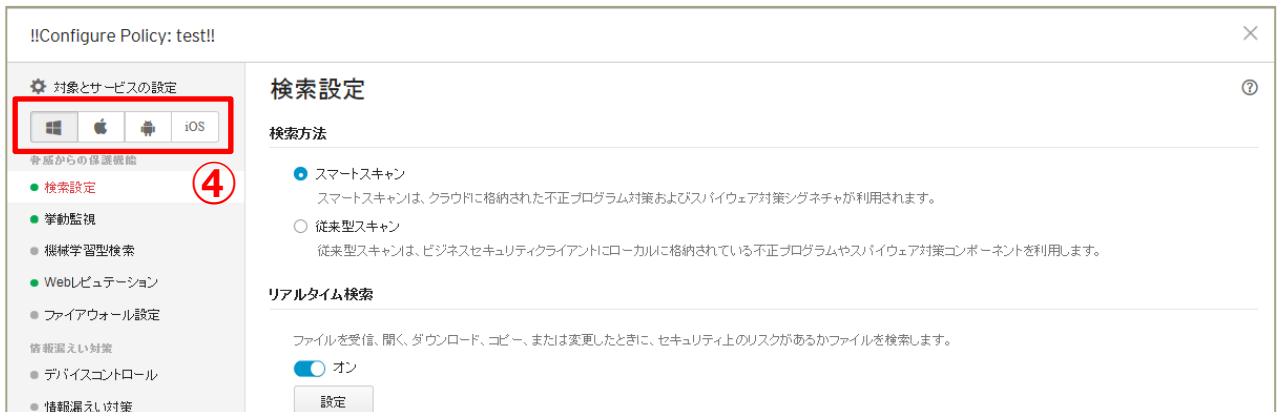 !!Configure Policy: test!!
対象とサービスの設定
iOS
脅威からの保護機能
④
検索設定
挙動監視
機械学習型検索
Webレピュテーション
ファイアウォール設定
情報漏えい対策
デバイスコントロール
情報漏えい対策
検索設定
検索方法
スマートスキャン
スマートスキャンは、クラウドに格納された不正プログラム対策およびスパイウェア対策シグネチャが利用されます。
従来型スキャン
従来型スキャンは、ビジネスセキュリティクライアントにローカルに格納されている不正プログラムやスパイウェア対策コンポーネントを利用します。
リアルタイム検索
ファイルを受信、開く、ダウンロード、コピー、または変更したときに、セキュリティ上のリスクがあるかファイルを検索します。
オン
設定